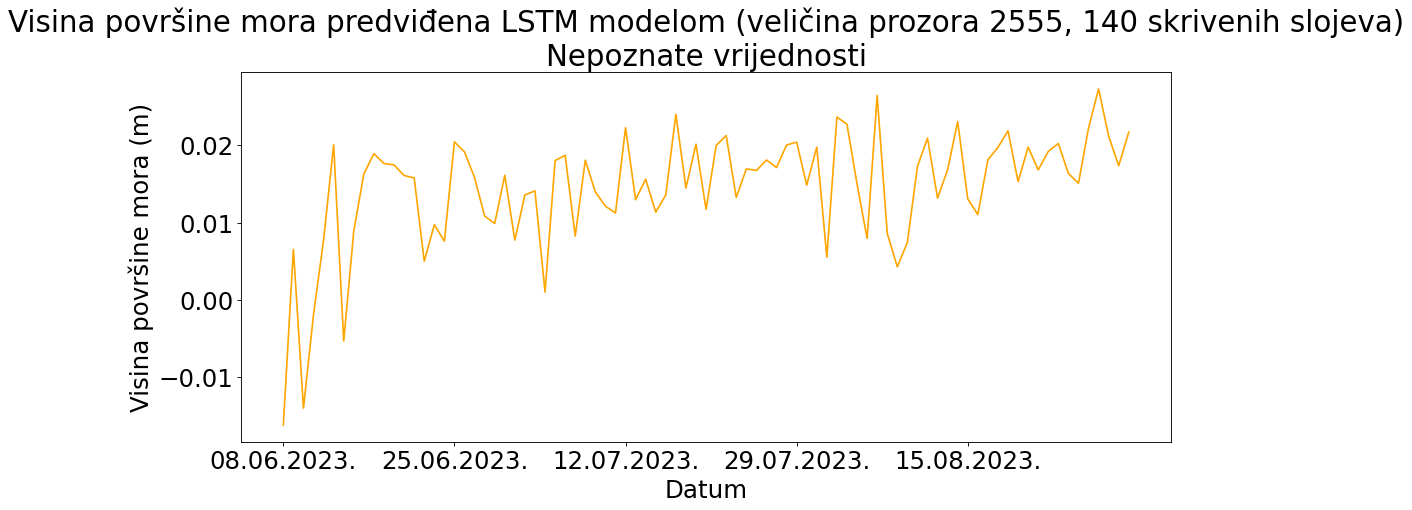 Visina površine mora predviđena LSTM modelom (veličina prozora 2555, 140 skrivenih slojeva)
Nepoznate vrijednosti
Visina površine mora (m)
0.02
0.01
0.00
−0.01
08.06.2023. 25.06.2023. 12.07.2023. 29.07.2023. 15.08.2023.
Datum